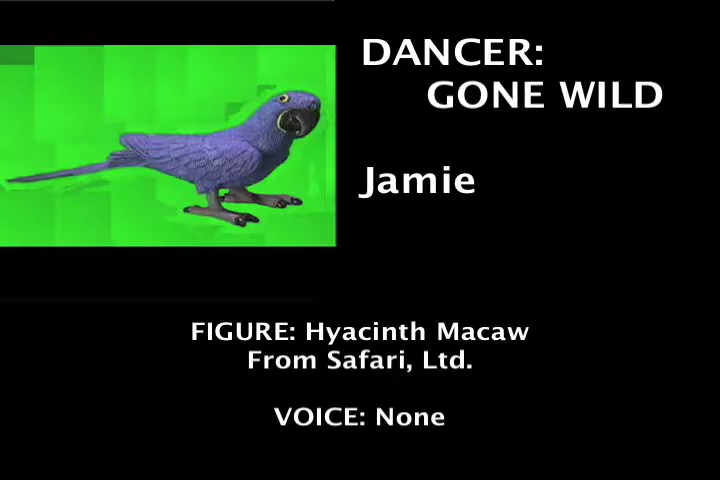 DANCER:
GONE WILD
Jamie
FIGURE: Hyacinth Macaw
From Safari, Ltd.
VOICE: None